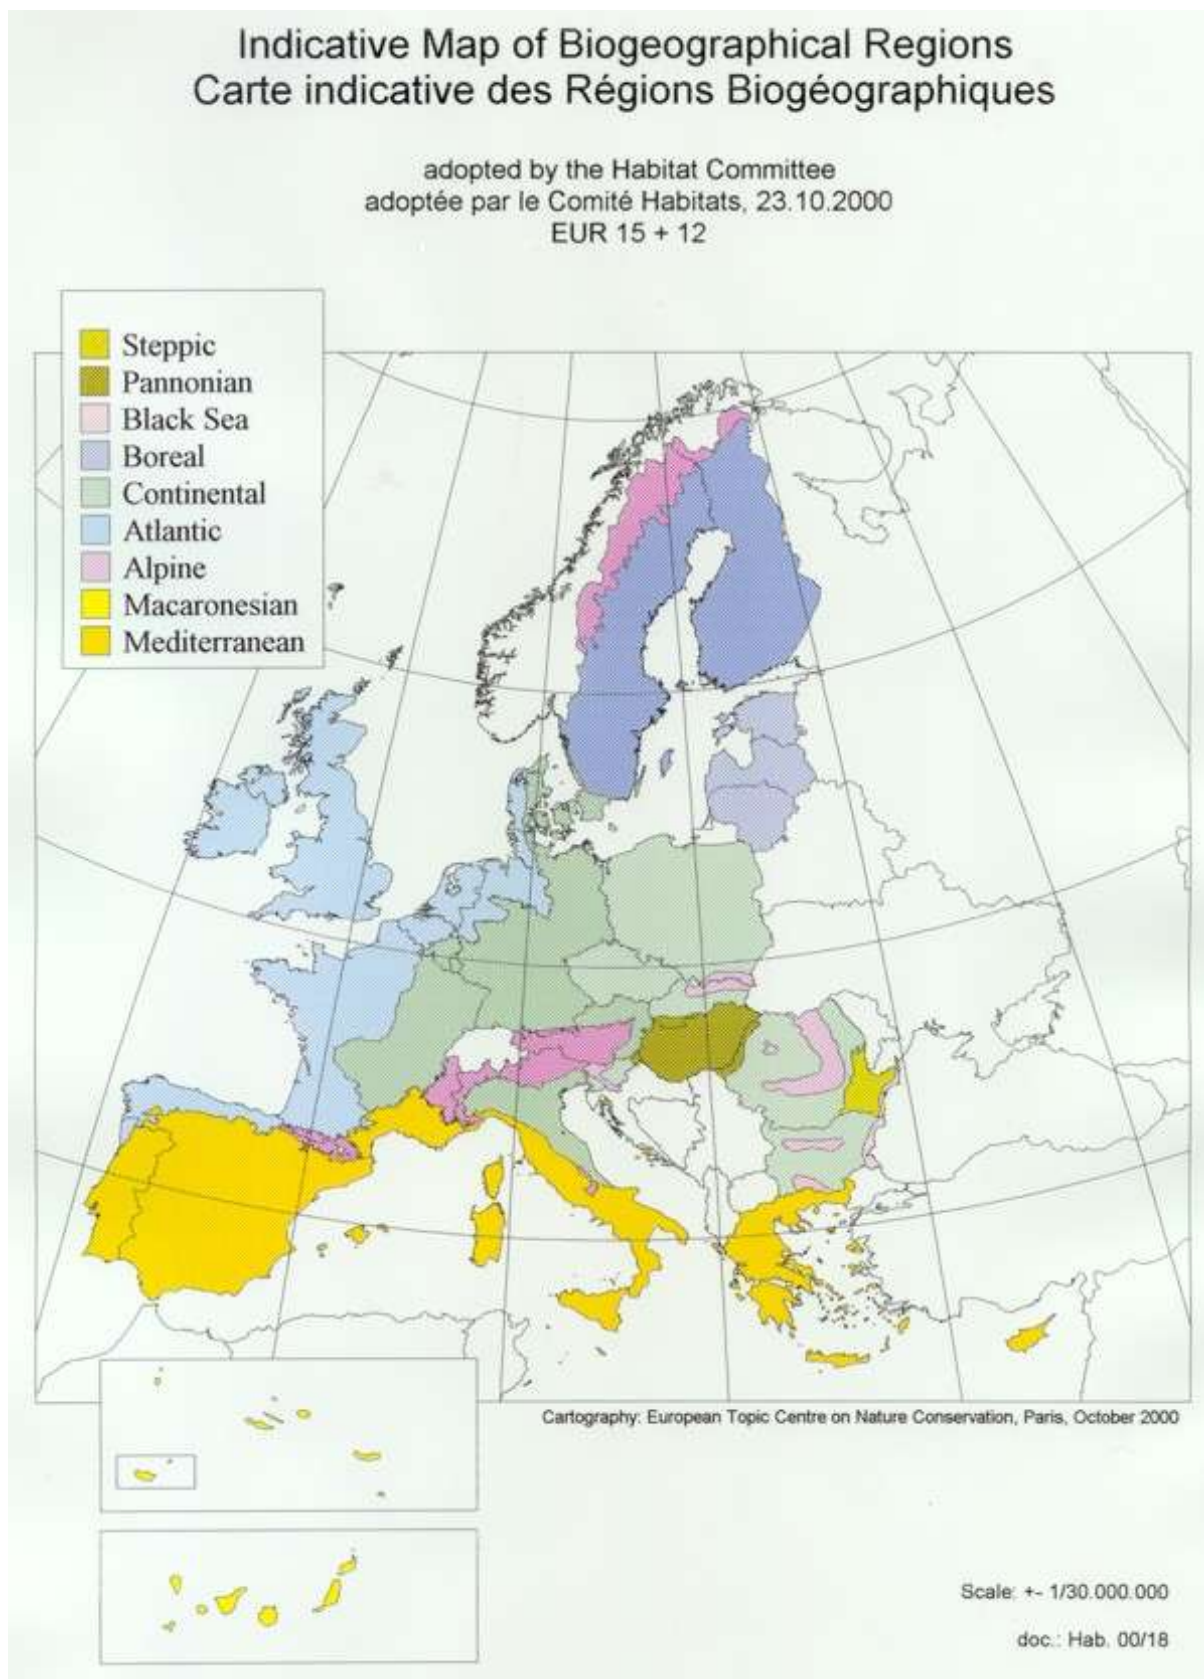 Indicative Map of Biogeographical Regions
Carte indicative des Régions Biogéographiques
adopted by the Habitat Committee
adoptée par le Comité Habitats, 23.10.2000
EUR 15 + 12
Steppic
Pannonian
Black Sea
Boreal
Continental
Atlantic
Alpine
Macaronesian
Mediterranean
Cartography: European Topic Centre on Nature Conservation, Paris, October 2000
Scale: +- 1/30.000.000
doc.: Hab. 00/18